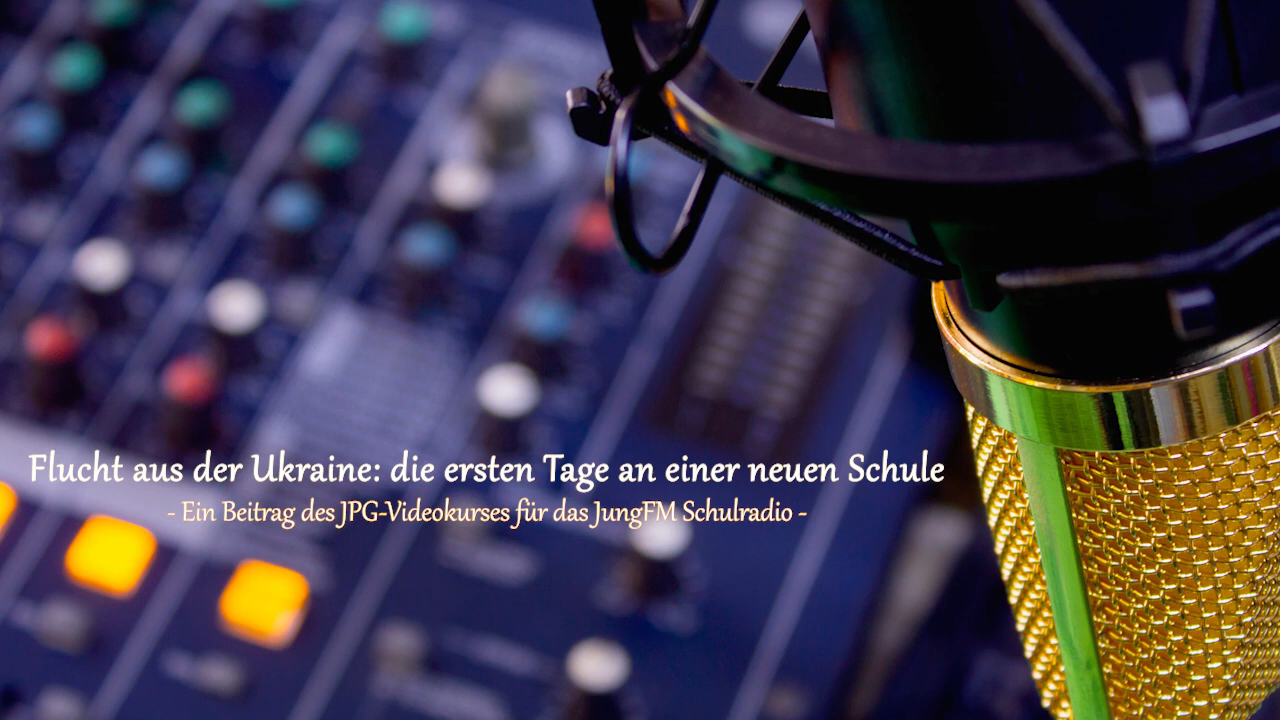 Flucht aus der Ukraine: die ersten Tage an einer neuen Schule
- Ein Beitrag des JPG-Videokurses für das JungFM Schulradio -